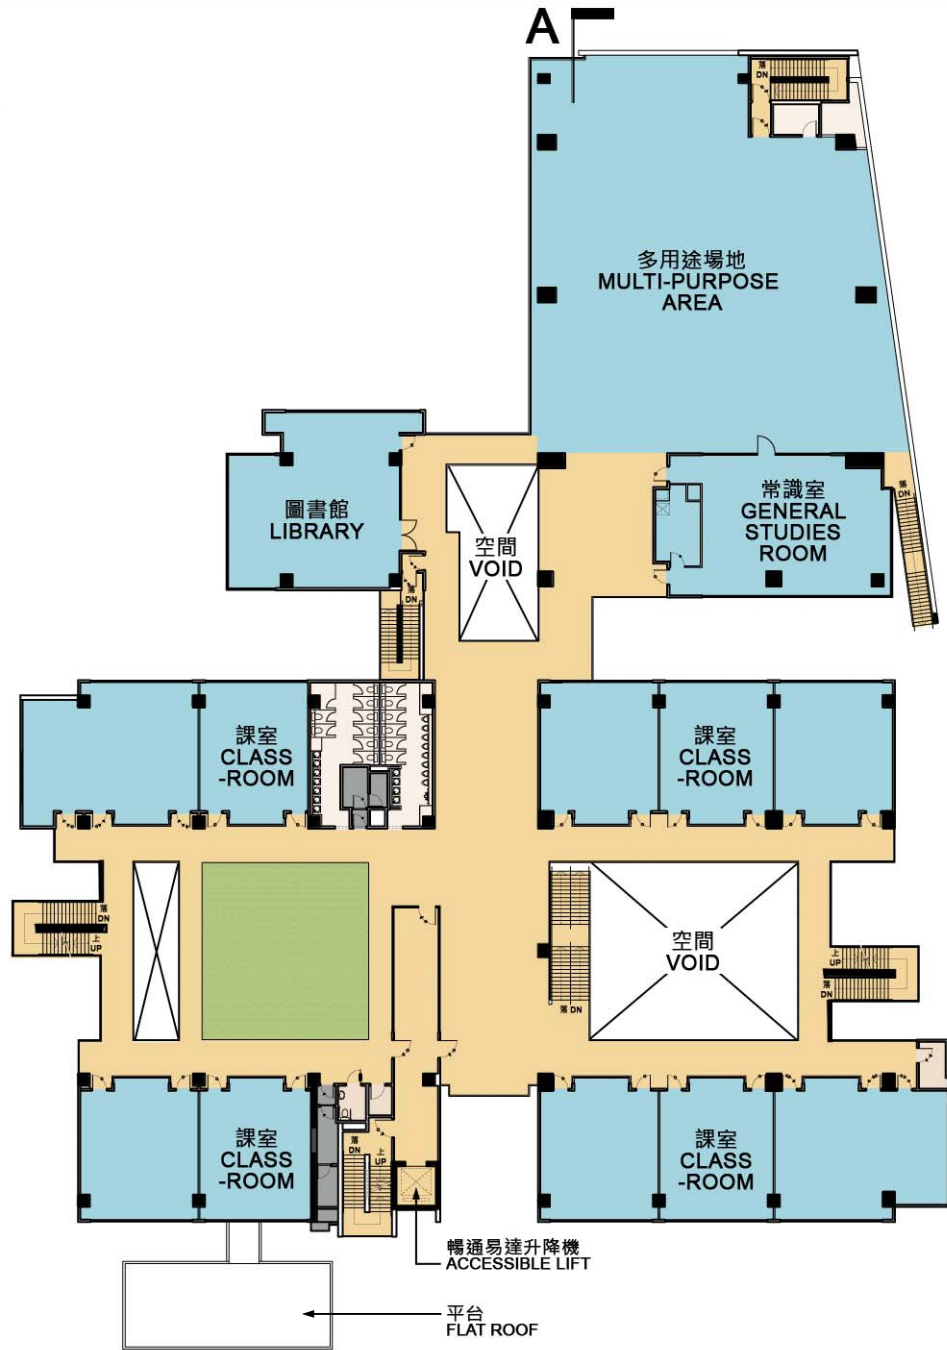 A
落
DN
多用途場地
MULTI-PURPOSE
AREA
圖書館
LIBRARY
空間
VOID
常識室
GENERAL
STUDIES
ROOM
落
DN
落
DN
課室
CLASS
-ROOM
課室
CLASS
-ROOM
落
DN
上
UP
空間
VOID
落 DN
上
UP
落
DN
課室
CLASS
-ROOM
落
DN
上
UP
課室
CLASS
-ROOM
暢通易達升降機
ACCESSIBLE LIFT
平台
FLAT ROOF